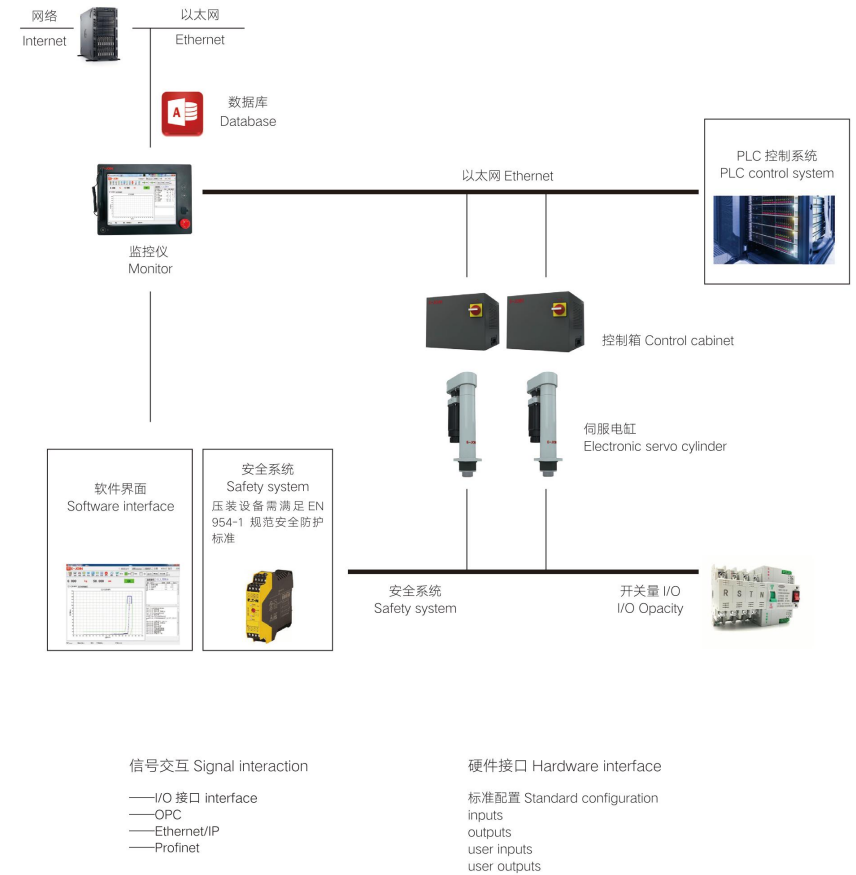 网络
Internet
以太网
Ethernet
数据库
Database
以太网 Ethernet
PLC 控制系统
PLC control system
监控仪
Monitor
控制箱 Control cabinet
伺服电缸
Electronic servo cylinder
软件界面
Software interface
安全系统
Safety system
压装设备需满足 EN
954-1 规范安全防护
标准
安全系统
Safety system
开关量 I/O
I/O Opacity
R S T N
信号交互 Signal interaction
——I/O 接口 interface
——OPC
——Ethernet/IP
——Profinet
硬件接口 Hardware interface
标准配置 Standard configuration
inputs
outputs
user inputs
user outputs